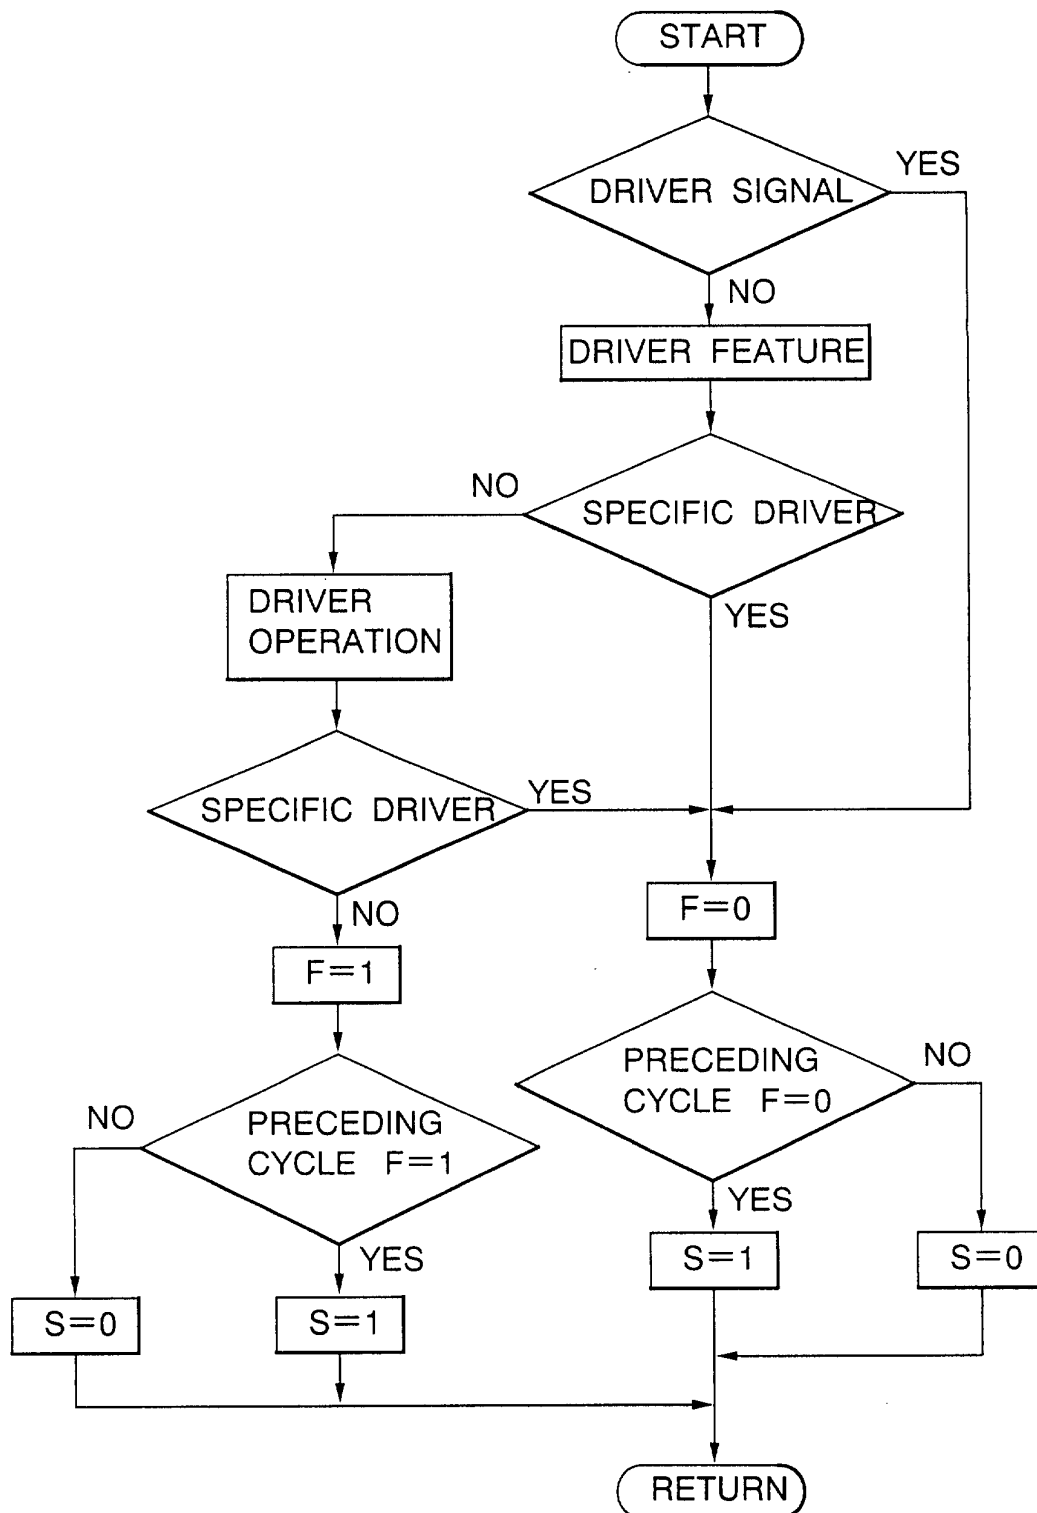 START
DRIVER SIGNAL
YES
NO
DRIVER FEATURE
SPECIFIC DRIVER
NO
YES
DRIVER
OPERATION
SPECIFIC DRIVER
YES
NO
F=0
F=1
PRECEDING
CYCLE F=0
NO
YES
PRECEDING
CYCLE F=1
NO
YES
S=1
S=0
S=0
S=1
RETURN